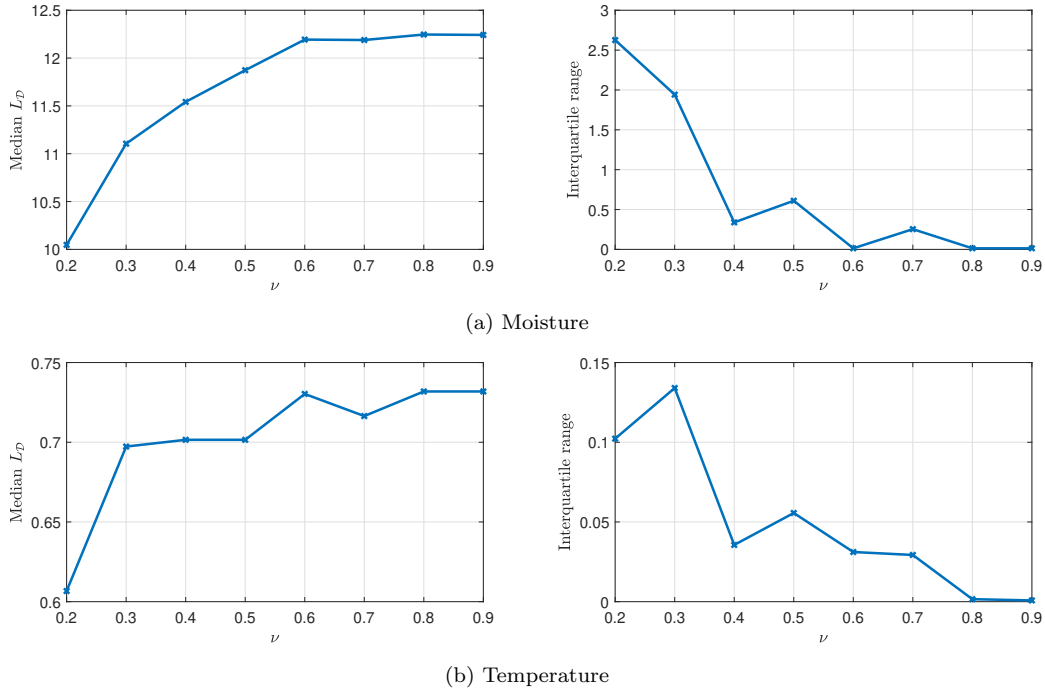 12.5
12
11.5
11
10.5
10
Median L_D
0.2 0.3 0.4 0.5 0.6 0.7 0.8 0.9
ν
3
2.5
2
1.5
1
0.5
0
Interquartile range
0.2 0.3 0.4 0.5 0.6 0.7 0.8 0.9
ν
(a) Moisture
0.75
0.7
0.65
0.6
Median L_D
0.2 0.3 0.4 0.5 0.6 0.7 0.8 0.9
ν
0.15
0.1
0.05
0
Interquartile range
0.2 0.3 0.4 0.5 0.6 0.7 0.8 0.9
ν
(b) Temperature